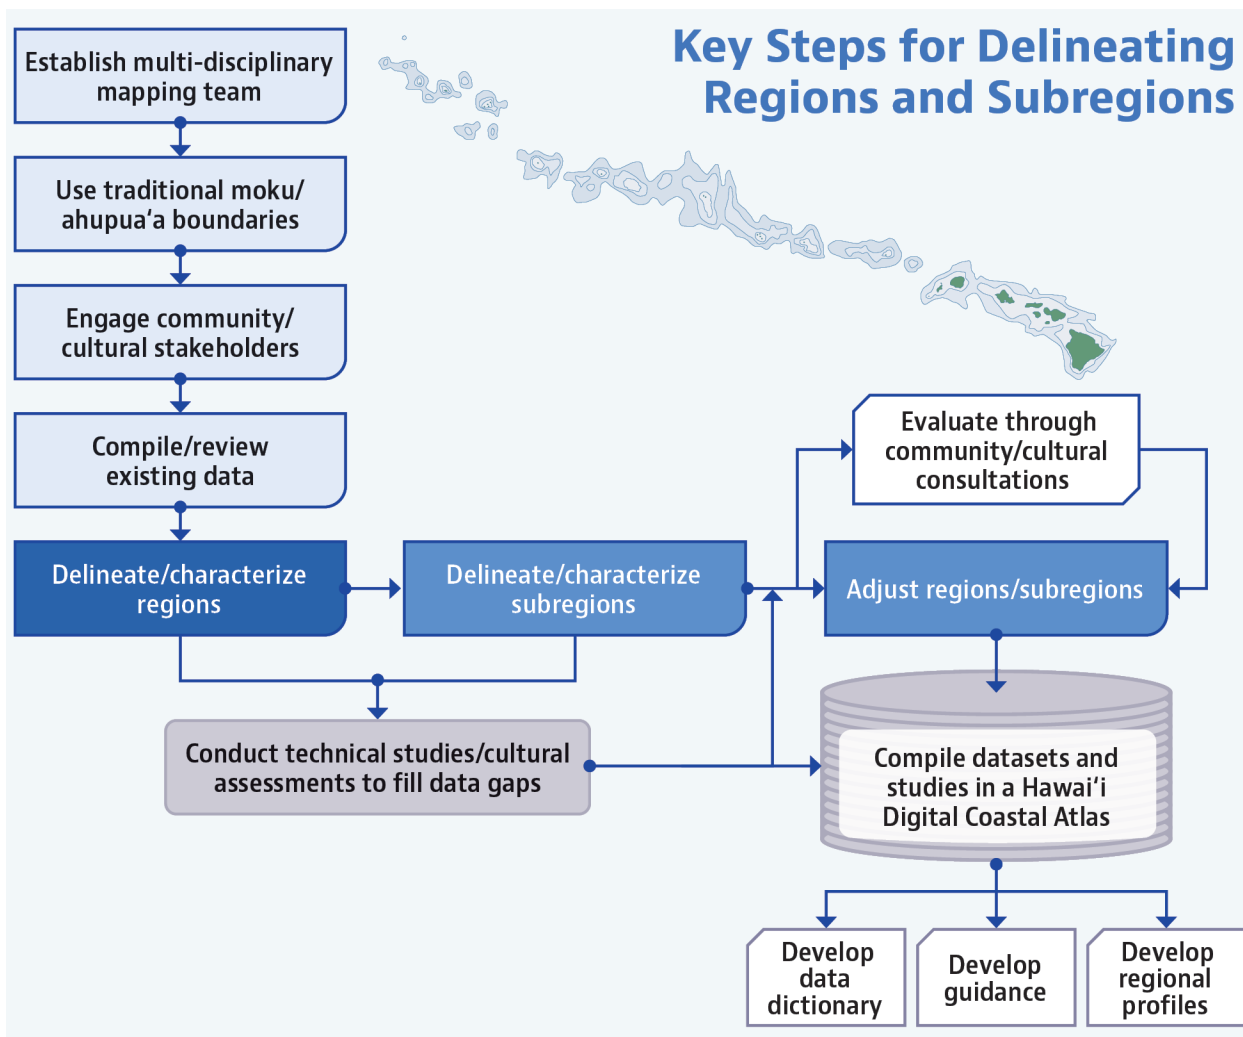 Key Steps for Delineating
Regions and Subregions
Establish multi-disciplinary
mapping team
Use traditional moku/
ahupuaʻa boundaries
Engage community/
cultural stakeholders
Compile/review
existing data
Delineate/characterize
regions
Delineate/characterize
subregions
Evaluate through
community/cultural
consultations
Adjust regions/subregions
Conduct technical studies/cultural
assessments to fill data gaps
Compile datasets and
studies in a Hawaiʻi
Digital Coastal Atlas
Develop
data
dictionary
Develop
guidance
Develop
regional
profiles